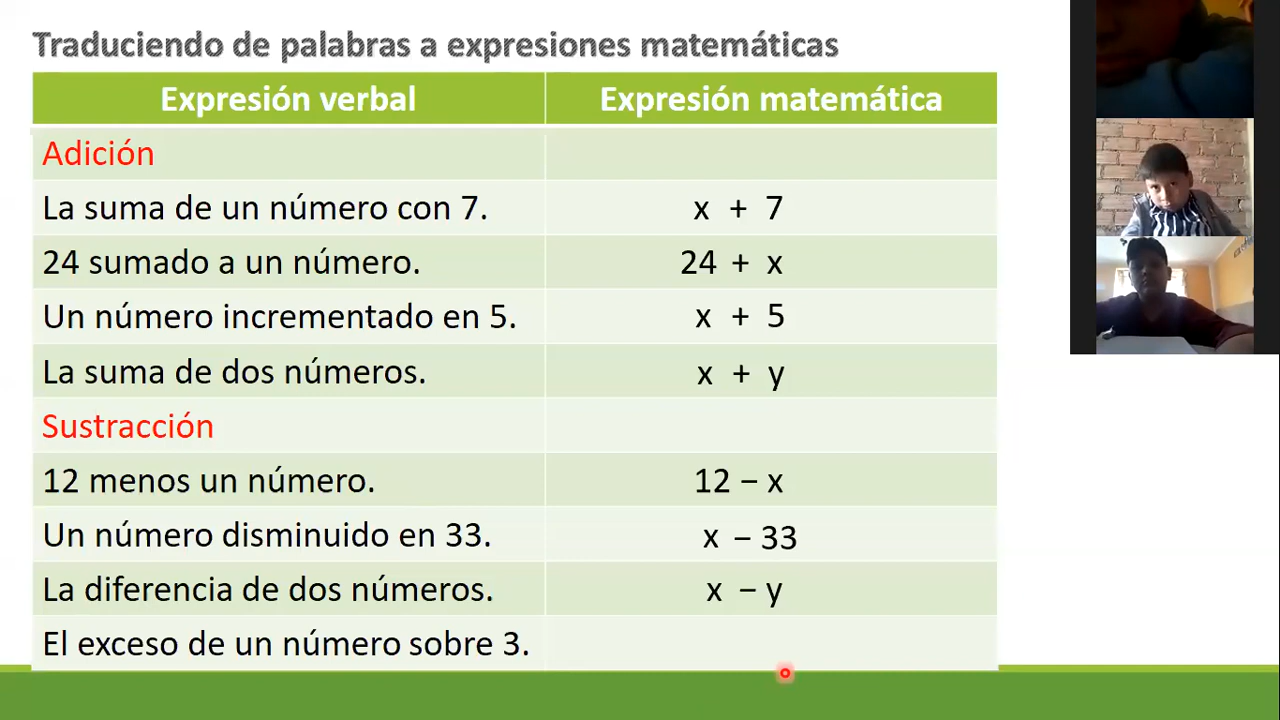 Traduciendo de palabras a expresiones matemáticas
Expresión verbal Expresión matemática
Adición
La suma de un número con 7. x + 7
24 sumado a un número. 24 + x
Un número incrementado en 5. x + 5
La suma de dos números. x + y
Sustracción
12 menos un número. 12 − x
Un número disminuido en 33. x − 33
La diferencia de dos números. x − y
El exceso de un número sobre 3.